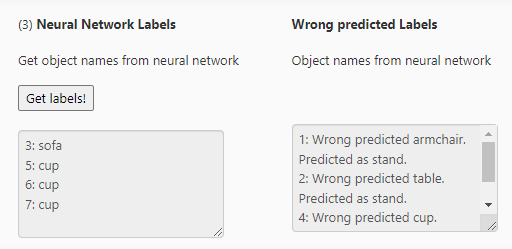 (3) Neural Network Labels
Get object names from neural network
Get labels!
3: sofa
5: cup
6: cup
7: cup
Wrong predicted Labels
Object names from neural network
1: Wrong predicted armchair.
Predicted as stand.
2: Wrong predicted table.
Predicted as stand.
4: Wrong predicted cup.